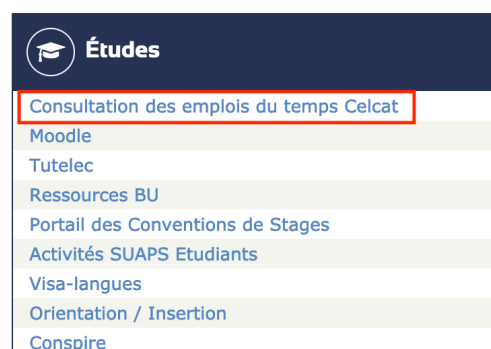 Études
Consultation des emplois du temps Celcat
Moodle
Tutelec
Ressources BU
Portail des Conventions de Stages
Activités SUAPS Etudiants
Visa-langues
Orientation / Insertion
Conspire